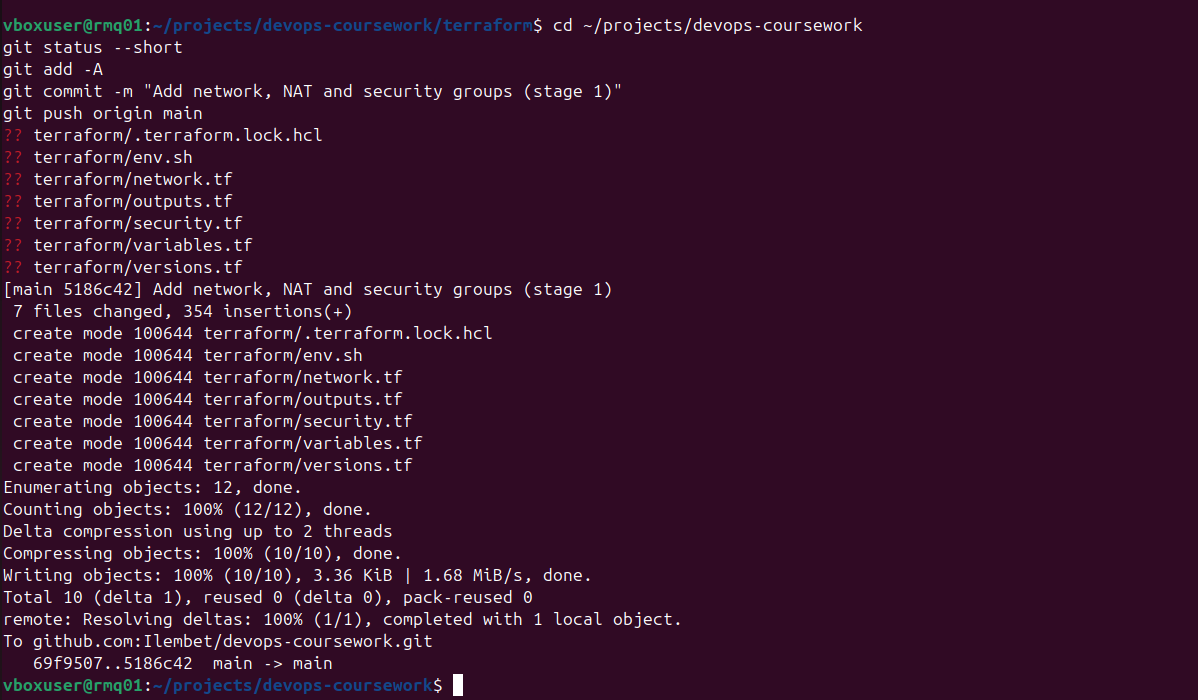 vboxuser@rmq01:~/projects/devops-coursework/terraform$ cd ~/projects/devops-coursework
git status --short
git add -A
git commit -m "Add network, NAT and security groups (stage 1)"
git push origin main
?? terraform/.terraform.lock.hcl
?? terraform/env.sh
?? terraform/network.tf
?? terraform/outputs.tf
?? terraform/security.tf
?? terraform/variables.tf
?? terraform/versions.tf
[main 5186c42] Add network, NAT and security groups (stage 1)
 7 files changed, 354 insertions(+)
 create mode 100644 terraform/.terraform.lock.hcl
 create mode 100644 terraform/env.sh
 create mode 100644 terraform/network.tf
 create mode 100644 terraform/outputs.tf
 create mode 100644 terraform/security.tf
 create mode 100644 terraform/variables.tf
 create mode 100644 terraform/versions.tf
Enumerating objects: 12, done.
Counting objects: 100% (12/12), done.
Delta compression using up to 2 threads
Compressing objects: 100% (10/10), done.
Writing objects: 100% (10/10), 3.36 KiB | 1.68 MiB/s, done.
Total 10 (delta 1), reused 0 (delta 0), pack-reused 0
remote: Resolving deltas: 100% (1/1), completed with 1 local object.
To github.com:Ilembet/devops-coursework.git
   69f9507..5186c42  main -> main
vboxuser@rmq01:~/projects/devops-coursework$